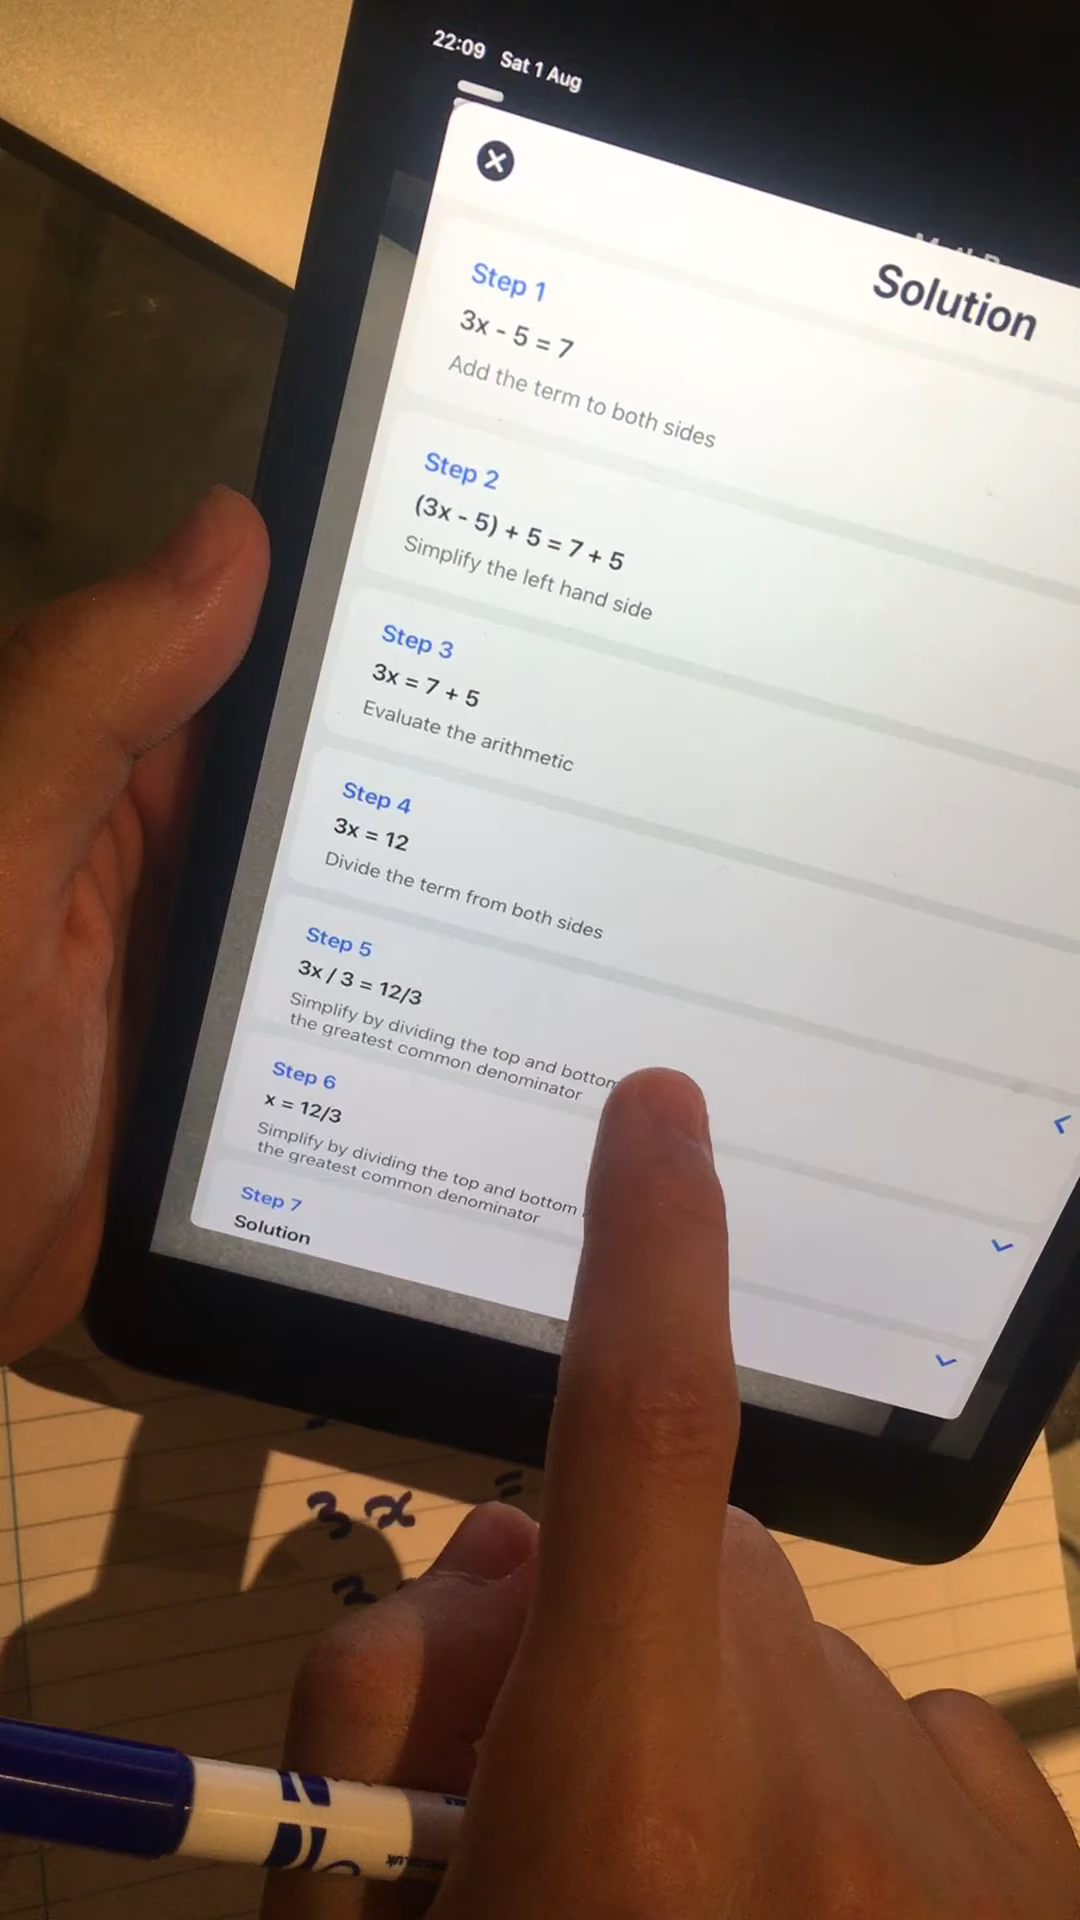 22:09 Sat 1 Aug
Solution
Step 1
3x - 5 = 7
Add the term to both sides
Step 2
(3x - 5) + 5 = 7 + 5
Simplify the left hand side
Step 3
3x = 7 + 5
Evaluate the arithmetic
Step 4
3x = 12
Divide the term from both sides
Step 5
3x / 3 = 12/3
Simplify by dividing the top and bottom
the greatest common denominator
Step 6
x = 12/3
Simplify by dividing the top and bottom
the greatest common denominator
Step 7
Solution
3x =